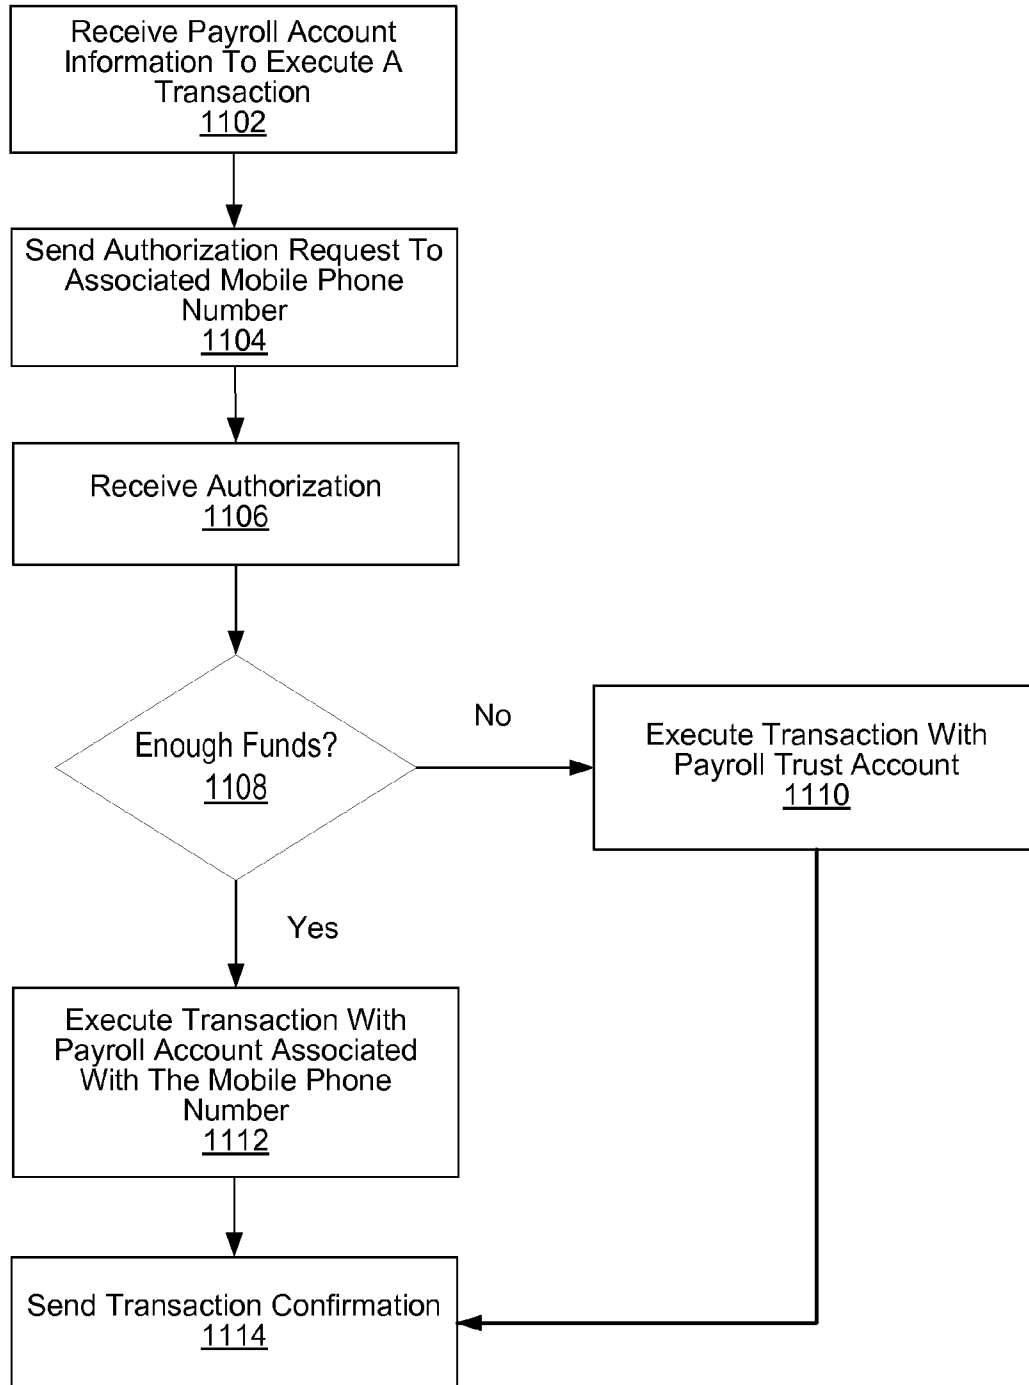 Receive Payroll Account
Information To Execute A
Transaction
1102
Send Authorization Request To
Associated Mobile Phone
Number
1104
Receive Authorization
1106
Enough Funds?
1108
No
Execute Transaction With
Payroll Trust Account
1110
Yes
Execute Transaction With
Payroll Account Associated
With The Mobile Phone
Number
1112
Send Transaction Confirmation
1114